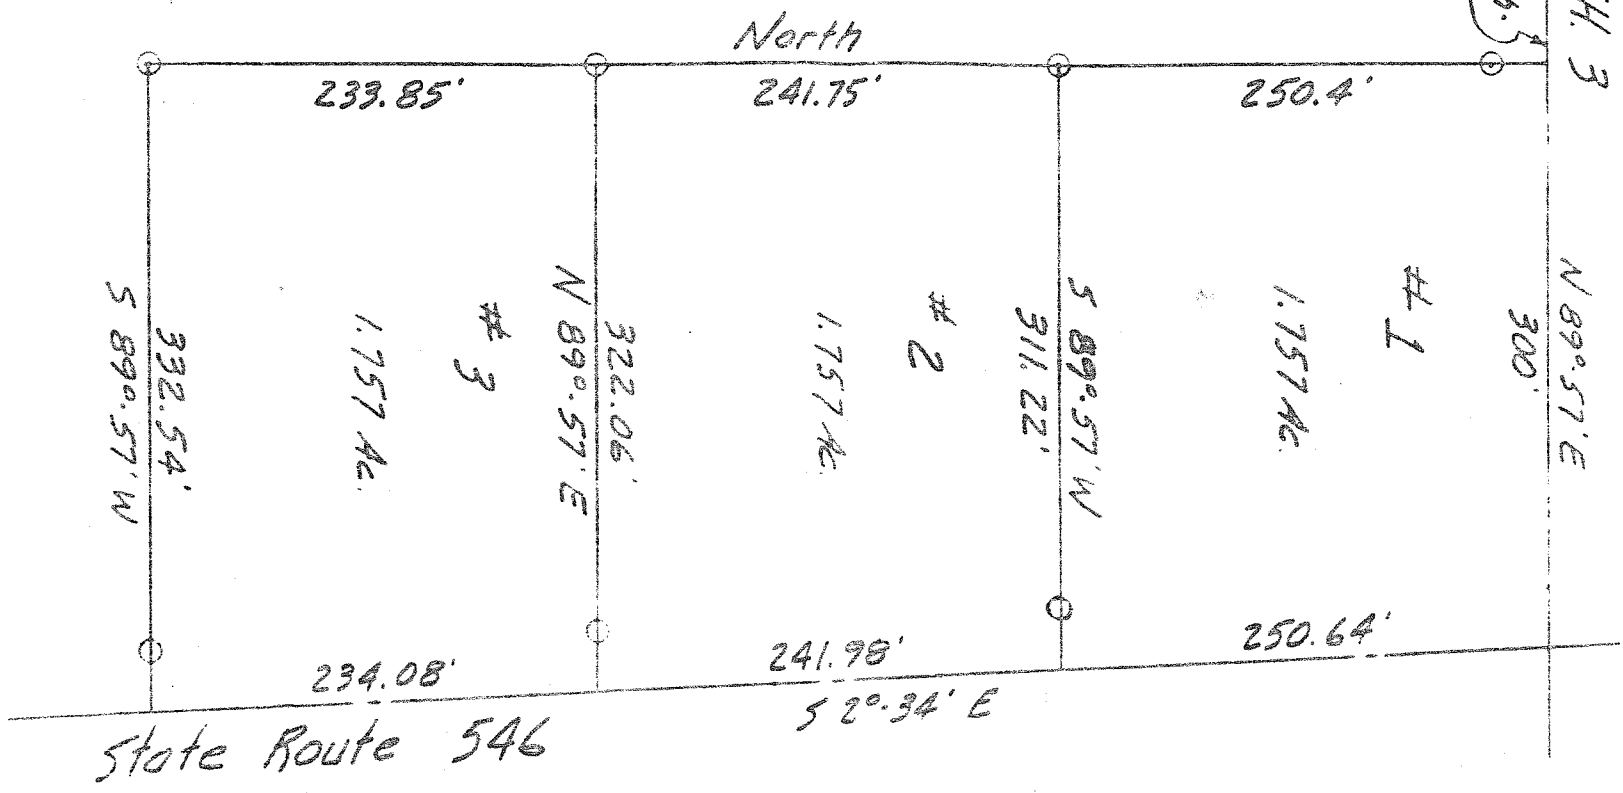 North
233.85'
241.75'
250.4'
H. 3
S 89°.57' W
332.54'
1.757 Ac.
# 3
N 89°.57' E
322.06'
1.757 Ac.
# 2
311.22'
S 89°.57' W
1.757 Ac.
# 1
300'
N 89°.57' E
234.08'
241.98'
250.64'
S 2°.34' E
State Route 546